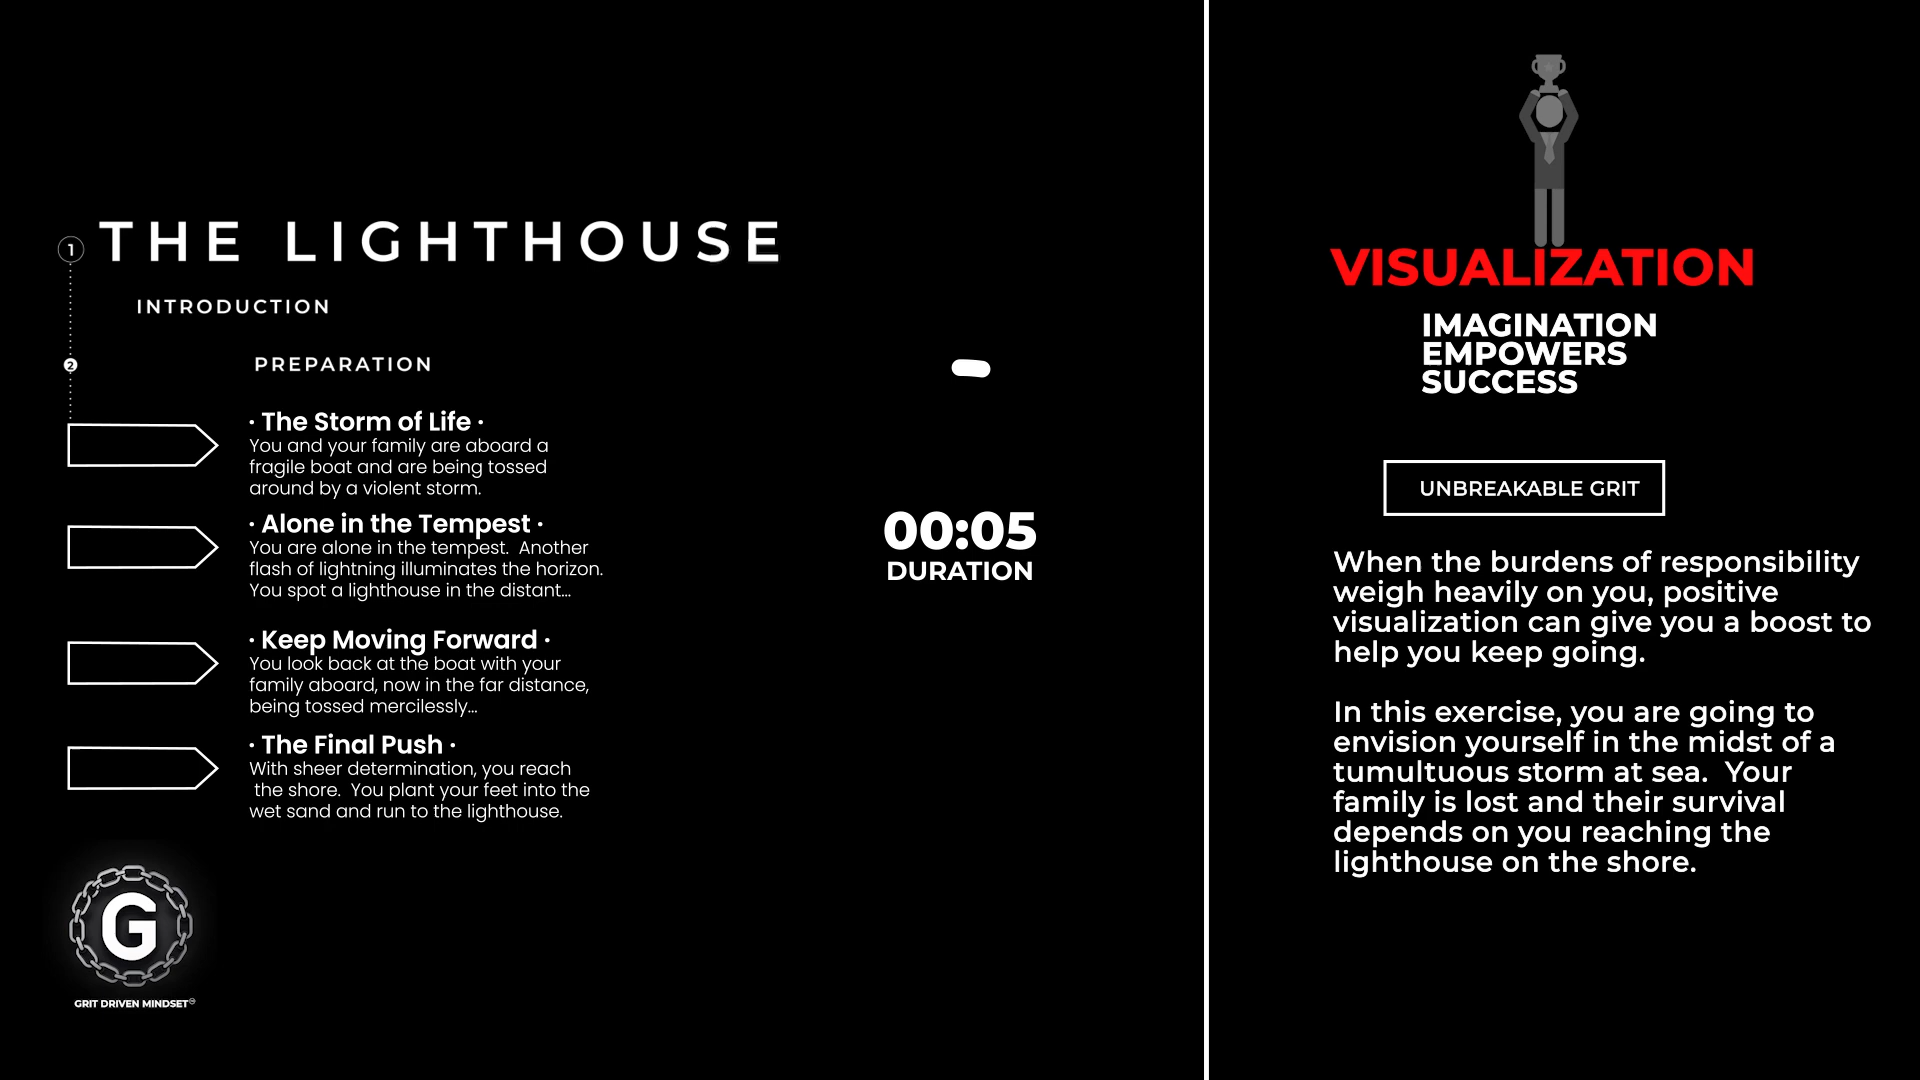 1 THE LIGHTHOUSE
INTRODUCTION
2 PREPARATION
· The Storm of Life ·
You and your family are aboard a
fragile boat and are being tossed
around by a violent storm.
· Alone in the Tempest ·
You are alone in the tempest.  Another
flash of lightning illuminates the horizon.
You spot a lighthouse in the distant...
· Keep Moving Forward ·
You look back at the boat with your
family aboard, now in the far distance,
being tossed mercilessly...
· The Final Push ·
With sheer determination, you reach
the shore.  You plant your feet into the
wet sand and run to the lighthouse.
G
GRIT DRIVEN MINDSET
00:05
DURATION
VISUALIZATION
IMAGINATION
EMPOWERS
SUCCESS
UNBREAKABLE GRIT
When the burdens of responsibility
weigh heavily on you, positive
visualization can give you a boost to
help you keep going.
In this exercise, you are going to
envision yourself in the midst of a
tumultuous storm at sea.  Your
family is lost and their survival
depends on you reaching the
lighthouse on the shore.